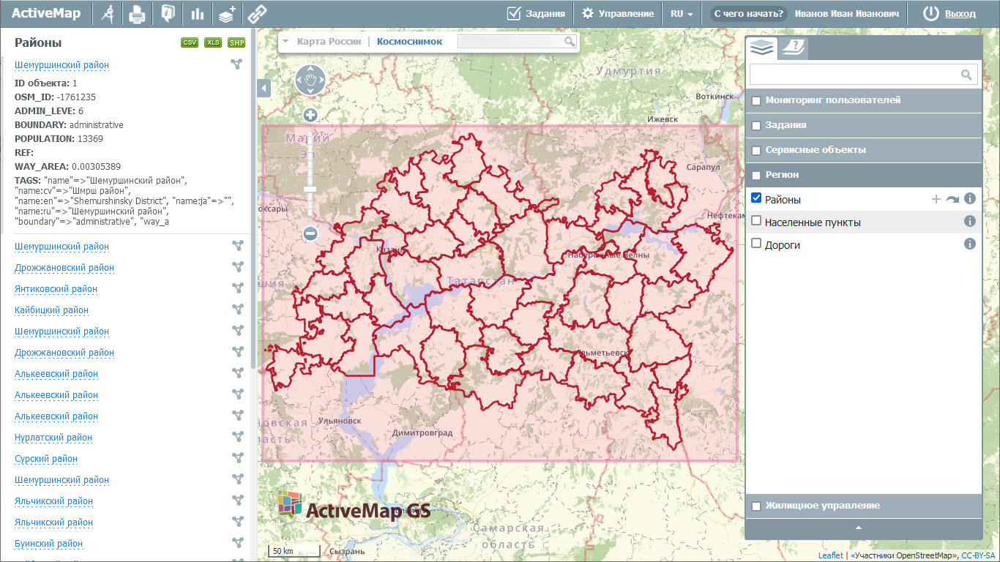 ActiveMap
Задания
Управление
RU
С чего начать?
Иванов Иван Иванович
Выход
Районы
CSV
XLS
SHP
Шемуршинский район
ID объекта: 1
OSM_ID: -1761235
ADMIN_LEVE: 6
BOUNDARY: administrative
POPULATION: 13369
REF:
WAY_AREA: 0.00305389
TAGS: "name"=>"Шемуршинский район",
"name:cv"=>"Шмрш район",
"name:en"=>"Shemurshinsky District", "name:ja"=>"",
"name:ru"=>"Шемуршинский район",
"boundary"=>"administrative", "way_a
Шемуршинский район
Дрожжановский район
Янтиковский район
Кайбицкий район
Шемуршинский район
Дрожжановский район
Алькеевский район
Алькеевский район
Алькеевский район
Нурлатский район
Сурский район
Шемуршинский район
Яльчикский район
Яльчикский район
Буинский район
Карта России | Космоснимок
Удмуртия
Воткинск
Ижевск
Марий
Эл
Сарапул
оксары
Нефтекам
Казань
Набережные Челны
Татарстан
шия
Альметьевск
Ульяновск
новская
ласть
Димитровград
ActiveMap GS
Самарская
область
50 km
Сызрань
Мониторинг пользователей
Задания
Сервисные объекты
Регион
Районы
Населенные пункты
Дороги
Жилищное управление
Leaflet | «Участники OpenStreetMap», CC-BY-SA